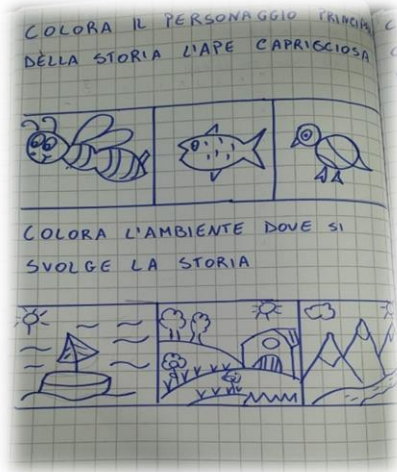 COLORA IL PERSONAGGIO PRINCIPALE
DELLA STORIA L'APE CAPRICCIOSA
COLORA L'AMBIENTE DOVE SI
SVOLGE LA STORIA